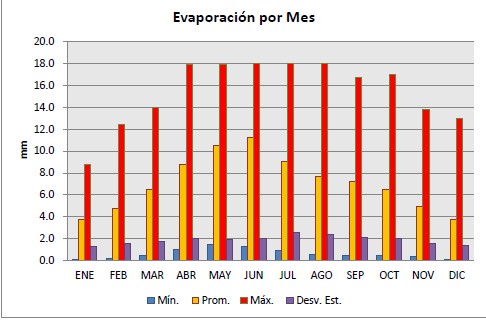 Evaporación por Mes
20.0
18.0
16.0
14.0
12.0
10.0
8.0
6.0
4.0
2.0
0.0
mm
ENE FEB MAR ABR MAY JUN JUL AGO SEP OCT NOV DIC
Mín. Prom. Máx. Desv. Est.